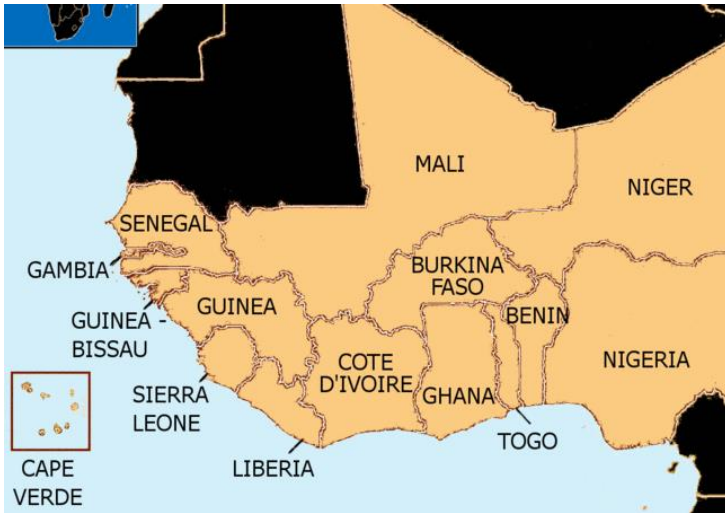 MALI
NIGER
SENEGAL
GAMBIA
BURKINA
FASO
GUINEA -
BISSAU
GUINEA
BENIN
NIGERIA
COTE
D'IVOIRE
GHANA
SIERRA
LEONE
TOGO
LIBERIA
CAPE
VERDE